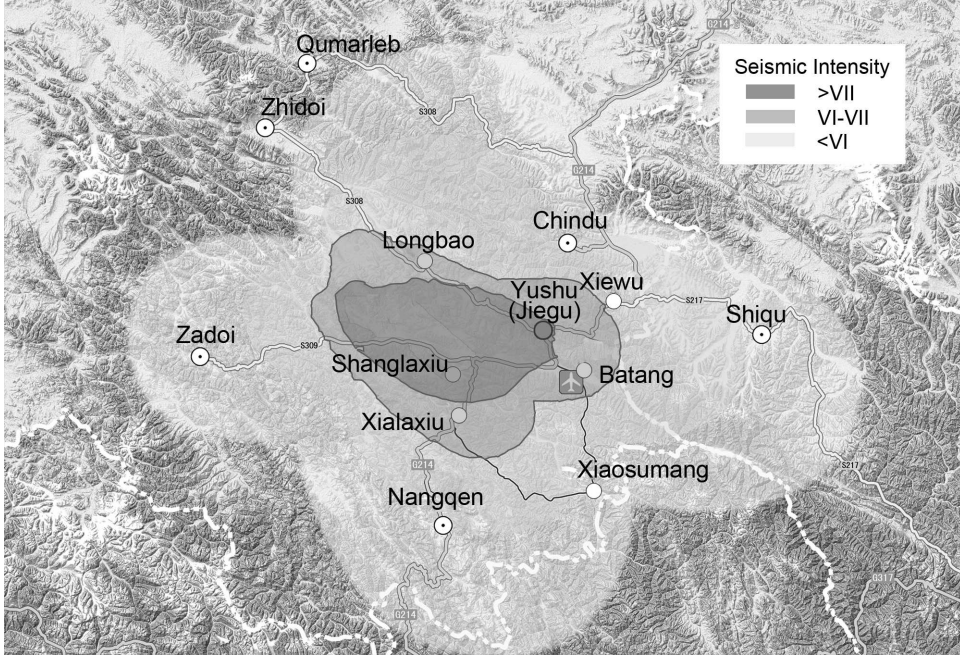 G214
Qumarleb
Seismic Intensity
>VII
VI-VII
<VI
Zhidoi
S308
G214
S308
Chindu
Longbao
Xiewu
Yushu
(Jiegu)
S217
Shiqu
Zadoi
S309
Shanglaxiu
Batang
Xialaxiu
G214
S217
Xiaosumang
Nangqen
G317
G214